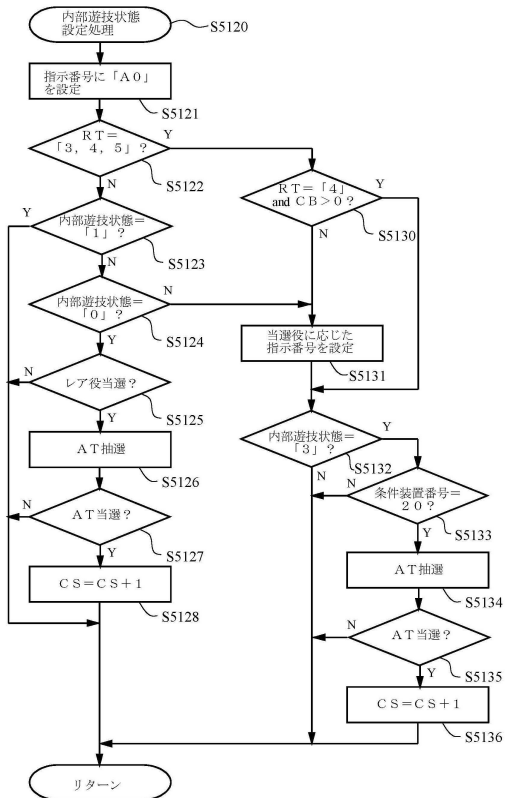 内部遊技状態
設定処理
S5120
指示番号に「A0」
を設定
S5121
RT=
「3,4,5」?
Y
N
S5122
RT=「4」
and CB>0?
Y
N
S5130
内部遊技状態=
「1」?
Y
N
S5123
内部遊技状態=
「0」?
N
Y
S5124
当選役に応じた
指示番号を設定
S5131
レア役当選?
N
Y
S5125
内部遊技状態=
「3」?
Y
N
S5132
AT抽選
S5126
条件装置番号=
20?
N
Y
S5133
AT当選?
N
Y
S5127
AT抽選
S5134
CS=CS+1
S5128
AT当選?
N
Y
S5135
CS=CS+1
S5136
リターン